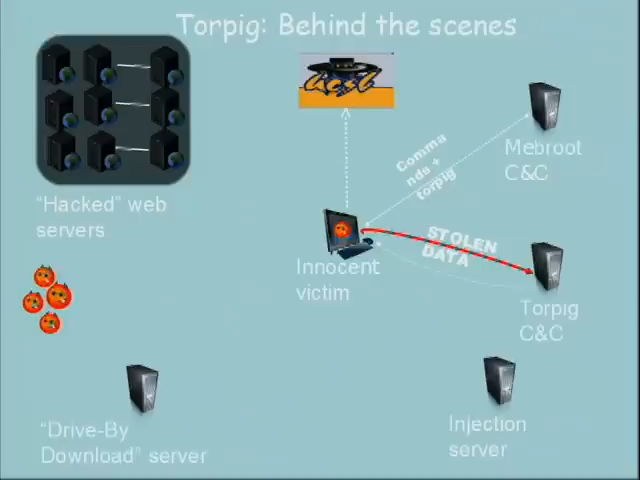 Torpig: Behind the scenes
Comma
nds +
torpig
Mebroot
C&C
"Hacked" web
servers
STOLEN
DATA
Innocent
victim
Torpig
C&C
"Drive-By
Download" server
Injection
server